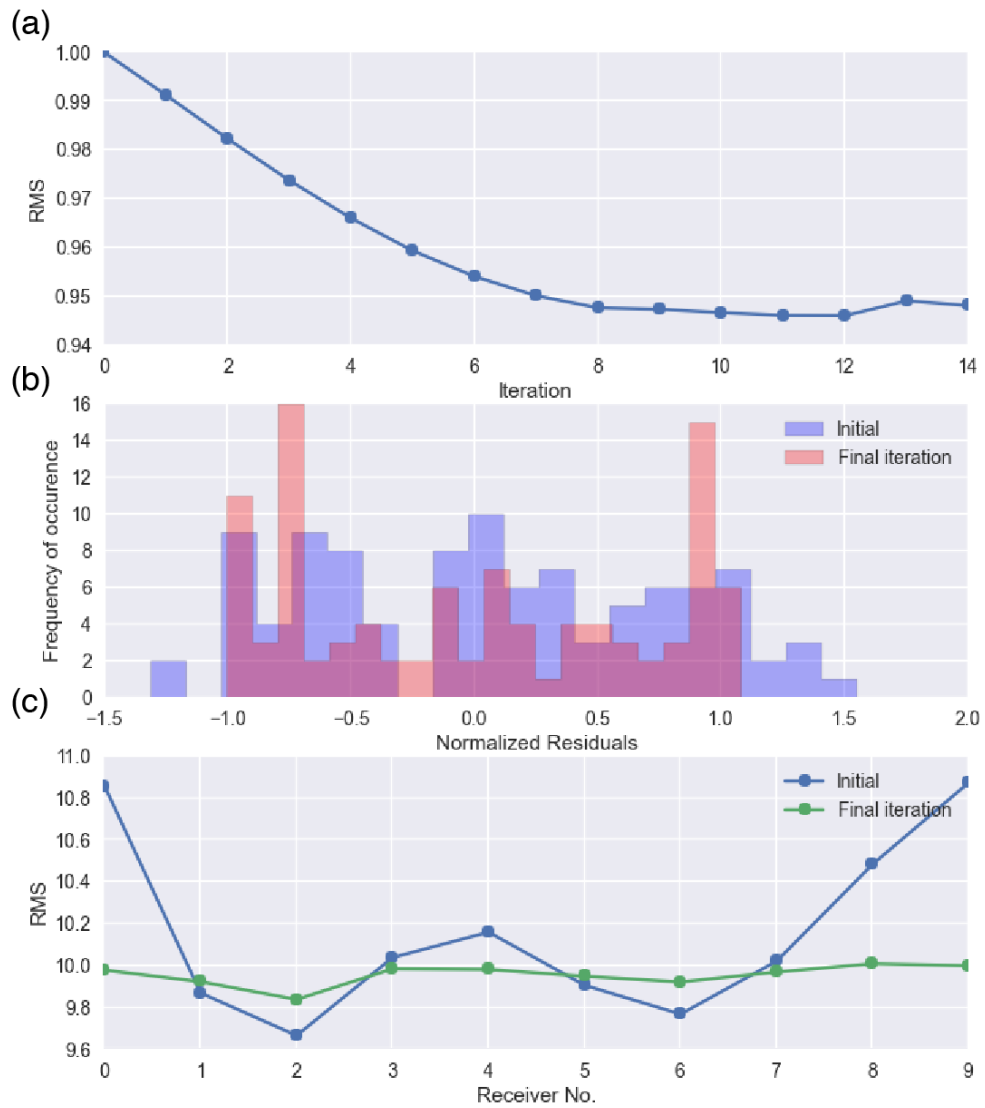 (a)
1.00
0.99
0.98
0.97
0.96
0.95
0.94
RMS
0 2 4 6 8 10 12 14
Iteration
(b)
16
14
12
10
8
6
4
2
0
Frequency of occurence
Initial
Final iteration
−1.5 −1.0 −0.5 0.0 0.5 1.0 1.5 2.0
Normalized Residuals
(c)
11.0
10.8
10.6
10.4
10.2
10.0
9.8
9.6
RMS
Initial
Final iteration
0 1 2 3 4 5 6 7 8 9
Receiver No.